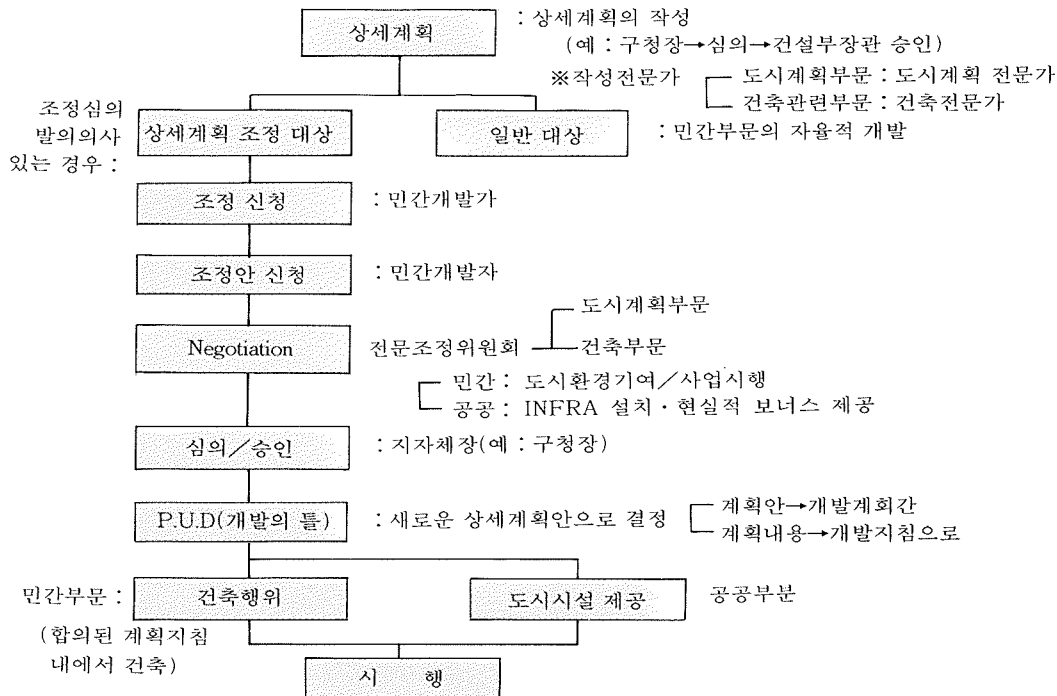 상세계획 : 상세계획의 작성
(예 : 구청장→심의→건설부장관 승인)
※작성전문가 도시계획부문 : 도시계획 전문가
건축관련부문 : 건축전문가
조정심의
발의의사
있는 경우 :
상세계획 조정 대상 일반 대상 : 민간부문의 자율적 개발
조정 신청 : 민간개발가
조정안 신청 : 민간개발자
Negotiation 전문조정위원회 도시계획부문
건축부문
민간 : 도시환경기여/사업시행
공공 : INFRA 설치·현실적 보너스 제공
심의/승인 : 지자체장(예 : 구청장)
P.U.D(개발의 틀) : 새로운 상세계획안으로 결정 계획안→개발계회간
계획내용→개발지침으로
민간부문 : 건축행위 도시시설 제공 공공부분
(합의된 계획지침
내에서 건축)
시 행